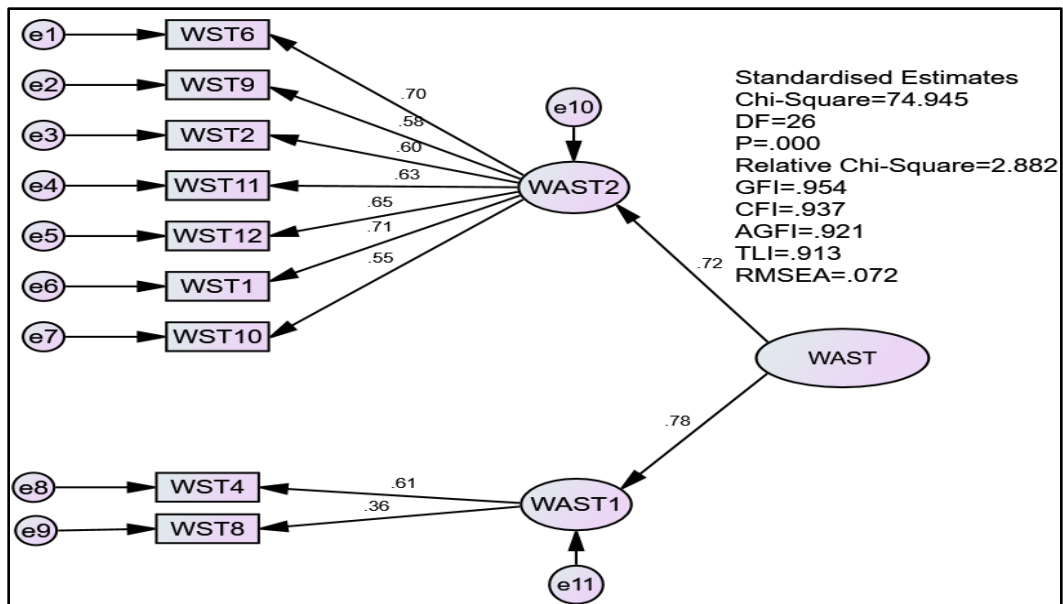 e1
WST6
e2
WST9
e3
WST2
e4
WST11
e5
WST12
e6
WST1
e7
WST10
.70
.58
.60
.63
.65
.71
.55
e10
WAST2
Standardised Estimates
Chi-Square=74.945
DF=26
P=.000
Relative Chi-Square=2.882
GFI=.954
CFI=.937
AGFI=.921
TLI=.913
RMSEA=.072
.72
WAST
.78
e8
WST4
e9
WST8
.61
.36
WAST1
e11